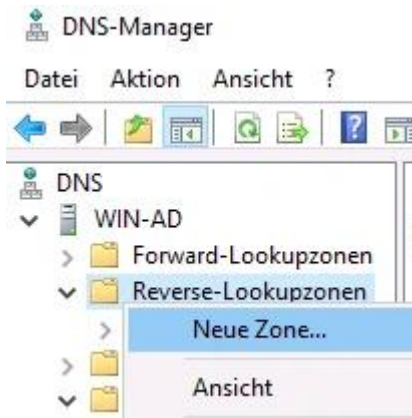 DNS-Manager
Datei Aktion Ansicht ?
DNS
WIN-AD
Forward-Lookupzonen
Reverse-Lookupzonen
Neue Zone...
Ansicht